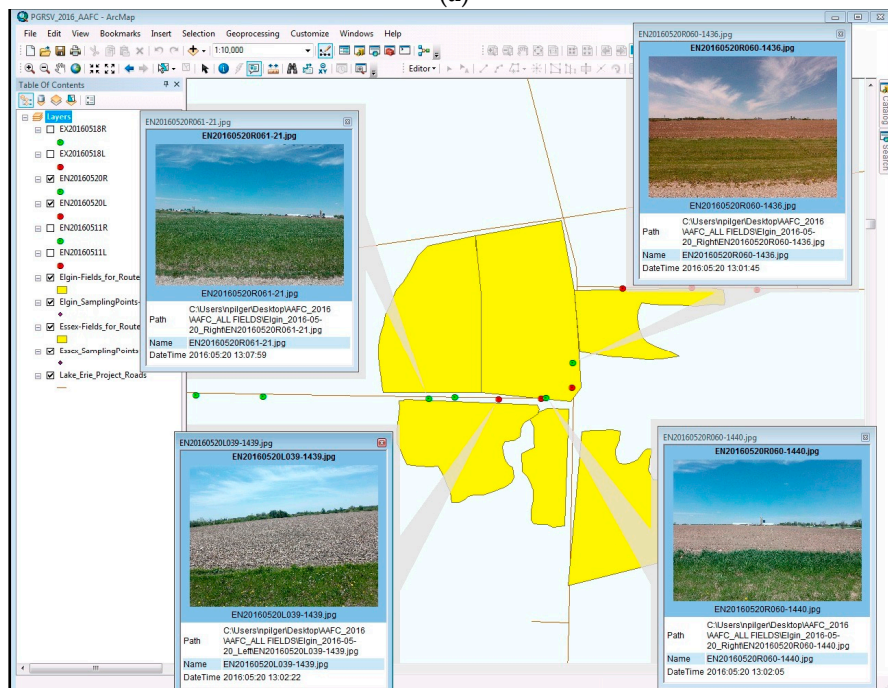 (a)
PGRSV_2016_AAFC - ArcMap
File Edit View Bookmarks Insert Selection Geoprocessing Customize Windows Help
1:10,000
Editor
Table Of Contents
Layers
EX20160518R
EX20160518L
EN20160520R
EN20160520L
EN20160511R
EN20160511L
Elgin-Fields_for_Route
Elgin_SamplingPoints-
Essex-Fields_for_Route
Essex_SamplingPoints
Lake_Erie_Project_Roads
Catalog
Search
EN20160520R061-21.jpg
EN20160520R061-21.jpg
EN20160520R061-21.jpg
Path C:\Users\npilger\Desktop\AAFC_2016
\AAFC_ALL FIELDS\Elgin_2016-05-
20_Right\EN20160520R061-21.jpg
Name EN20160520R061-21.jpg
DateTime 2016:05:20 13:07:59
EN20160520R060-1436.jpg
EN20160520R060-1436.jpg
EN20160520R060-1436.jpg
Path C:\Users\npilger\Desktop\AAFC_2016
\AAFC_ALL FIELDS\Elgin_2016-05-
20_Right\EN20160520R060-1436.jpg
Name EN20160520R060-1436.jpg
DateTime 2016:05:20 13:01:45
EN20160520L039-1439.jpg
EN20160520L039-1439.jpg
EN20160520L039-1439.jpg
Path C:\Users\npilger\Desktop\AAFC_2016
\AAFC_ALL FIELDS\Elgin_2016-05-
20_Left\EN20160520L039-1439.jpg
Name EN20160520L039-1439.jpg
DateTime 2016:05:20 13:02:22
EN20160520R060-1440.jpg
EN20160520R060-1440.jpg
EN20160520R060-1440.jpg
Path C:\Users\npilger\Desktop\AAFC_2016
\AAFC_ALL FIELDS\Elgin_2016-05-
20_Right\EN20160520R060-1440.jpg
Name EN20160520R060-1440.jpg
DateTime 2016:05:20 13:02:05